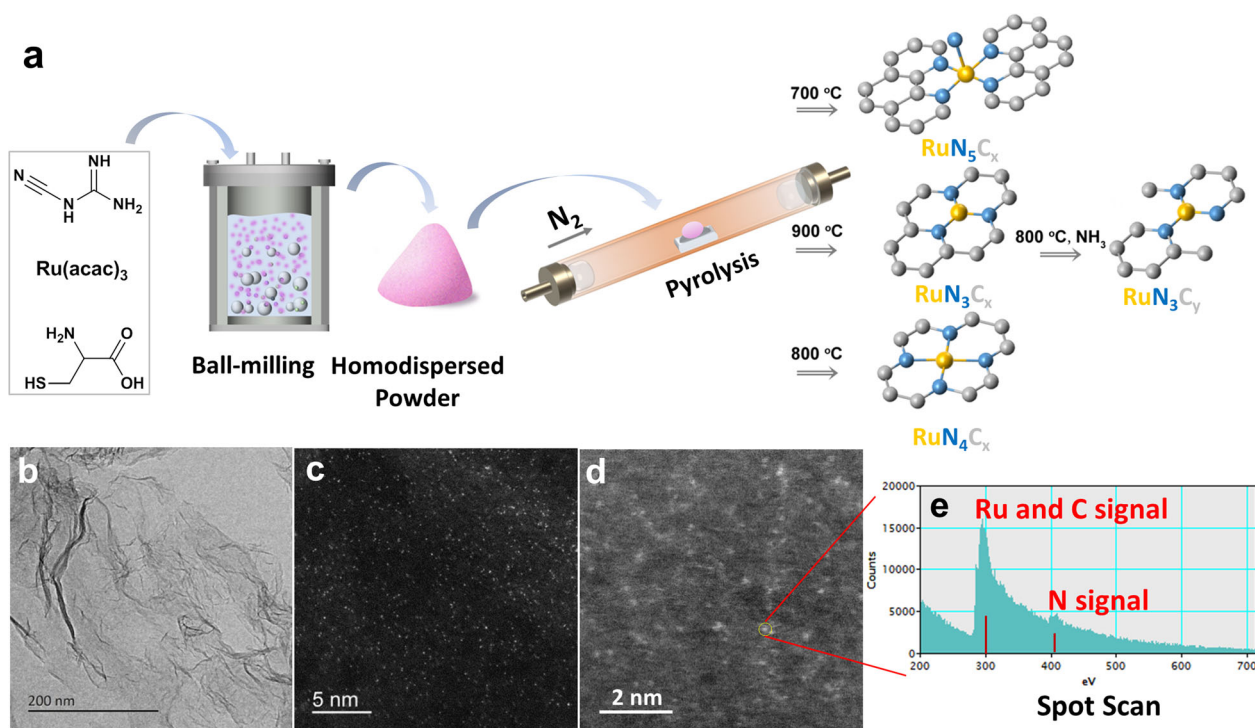 a
NH
N
N
H
NH₂
Ru(acac)₃
H₂N
O
HS
OH
Ball-milling
Homodispersed
Powder
N₂
Pyrolysis
700 °C
RuN₅Cₓ
900 °C
RuN₃Cₓ
800 °C, NH₃
RuN₃Cᵧ
800 °C
RuN₄Cₓ
b
200 nm
c
5 nm
d
2 nm
e
Ru and C signal
N signal
Counts
20000
15000
10000
5000
0
200
300
400
500
600
700
eV
Spot Scan